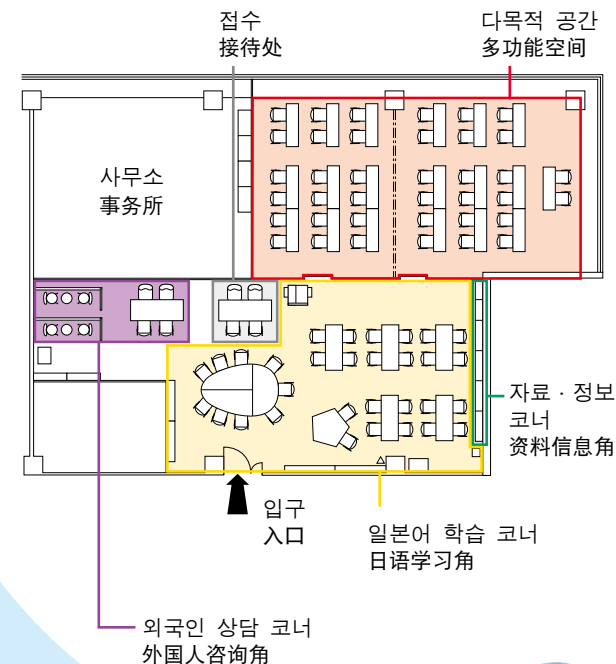 접수
接待处
다목적 공간
多功能空间
사무소
事务所
자료 · 정보
코너
资料信息角
입구
入口
일본어 학습 코너
日语学习角
외국인 상담 코너
外国人咨询角